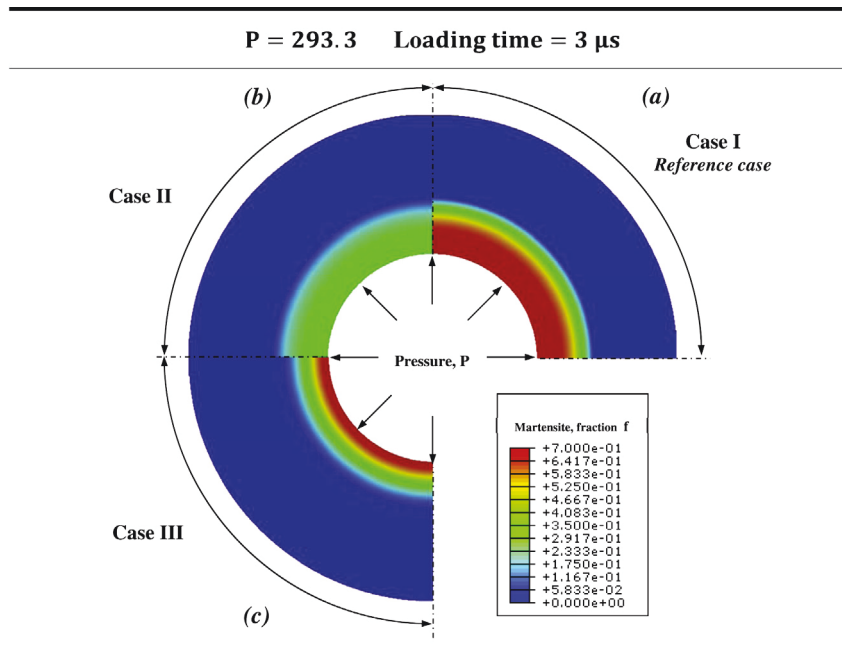 P = 293.3 Loading time = 3 μs
(b)
(a)
Case I
Reference case
Case II
Pressure, P
Martensite, fraction f
+7.000e-01
+6.417e-01
+5.833e-01
+5.250e-01
+4.667e-01
+4.083e-01
+3.500e-01
+2.917e-01
+2.333e-01
+1.750e-01
+1.167e-01
+5.833e-02
+0.000e+00
Case III
(c)